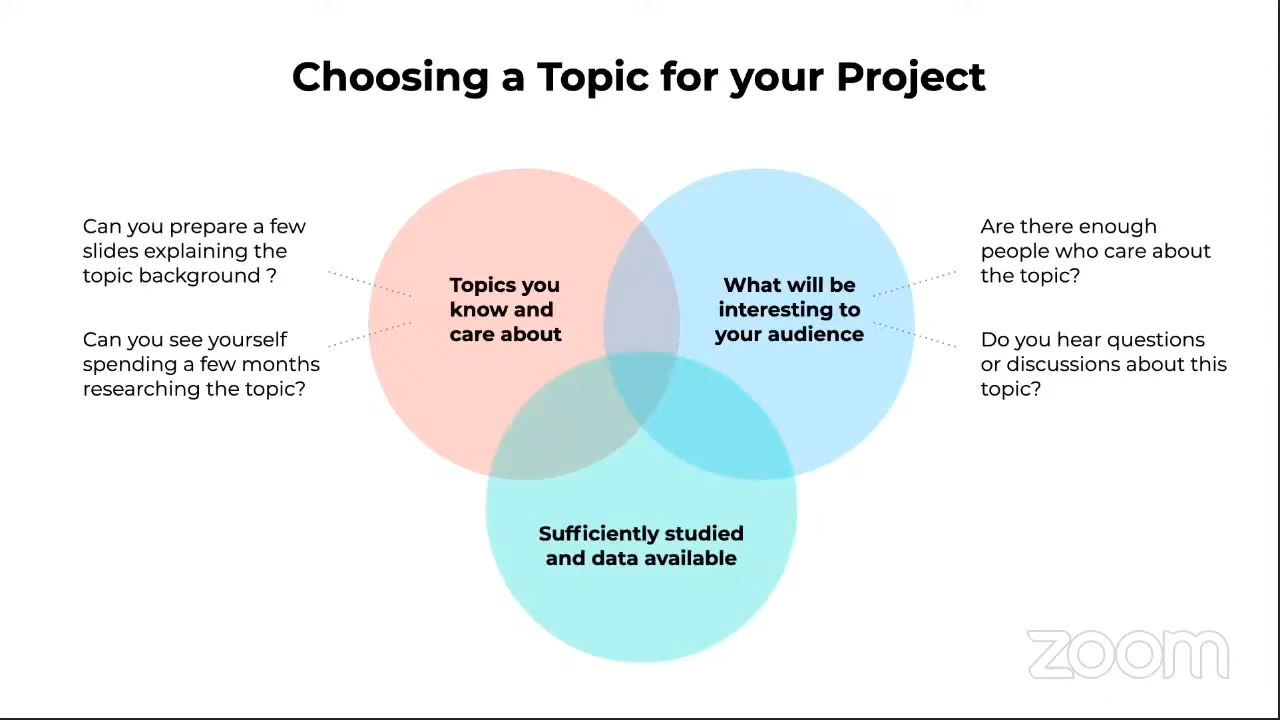 Choosing a Topic for your Project
Can you prepare a few
slides explaining the
topic background ?
Can you see yourself
spending a few months
researching the topic?
Topics you
know and
care about
What will be
interesting to
your audience
Are there enough
people who care about
the topic?
Do you hear questions
or discussions about this
topic?
Sufficiently studied
and data available
zoom